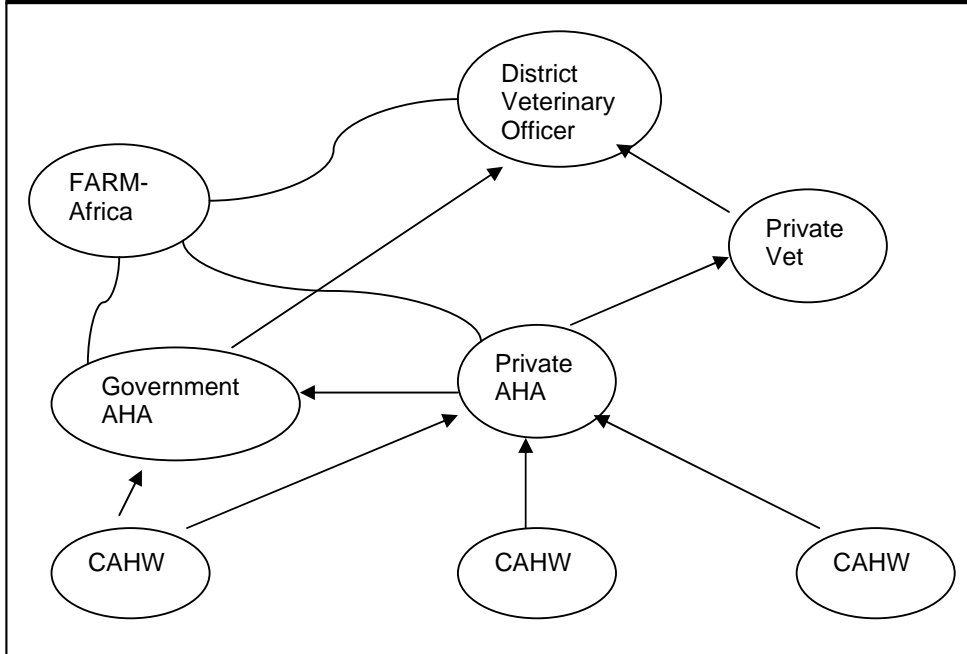 District
Veterinary
Officer
FARM-
Africa
Private
Vet
Private
AHA
Government
AHA
CAHW
CAHW
CAHW